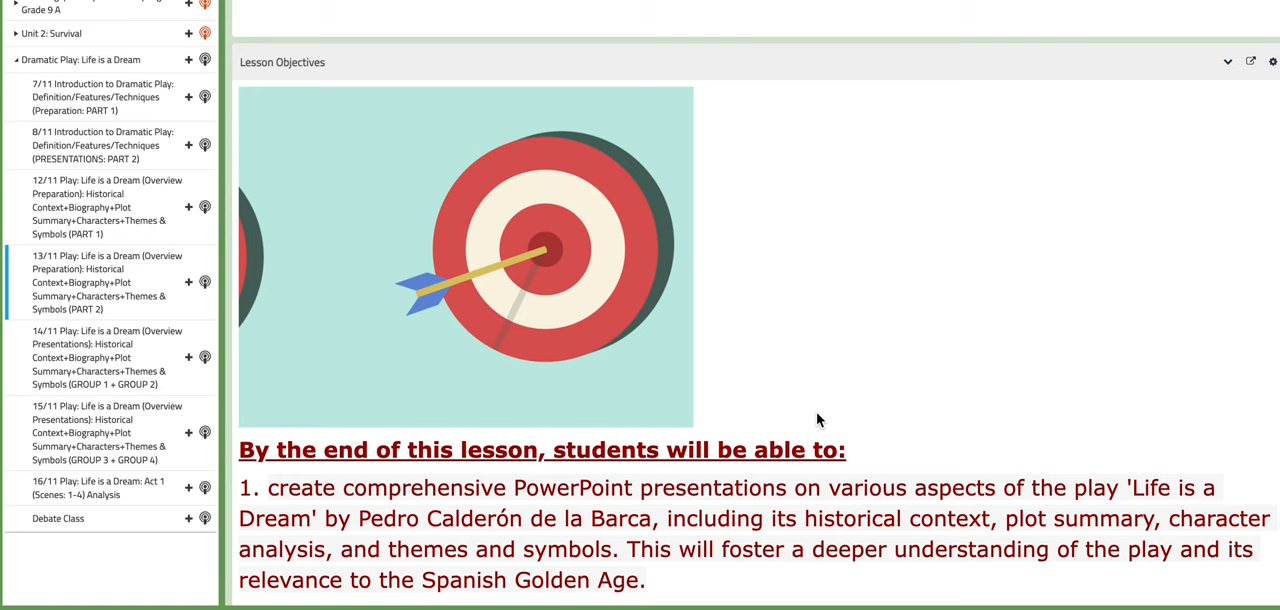 Grade 9 A
Unit 2: Survival
Dramatic Play: Life is a Dream
7/11 Introduction to Dramatic Play:
Definition/Features/Techniques
(Preparation: PART 1)
8/11 Introduction to Dramatic Play:
Definition/Features/Techniques
(PRESENTATIONS: PART 2)
12/11 Play: Life is a Dream (Overview
Preparation): Historical
Context+Biography+Plot
Summary+Characters+Themes &
Symbols (PART 1)
13/11 Play: Life is a Dream (Overview
Preparation): Historical
Context+Biography+Plot
Summary+Characters+Themes &
Symbols (PART 2)
14/11 Play: Life is a Dream (Overview
Presentations): Historical
Context+Biography+Plot
Summary+Characters+Themes &
Symbols (GROUP 1 + GROUP 2)
15/11 Play: Life is a Dream (Overview
Presentations): Historical
Context+Biography+Plot
Summary+Characters+Themes &
Symbols (GROUP 3 + GROUP 4)
16/11 Play: Life is a Dream: Act 1
(Scenes: 1-4) Analysis
Debate Class
Lesson Objectives
By the end of this lesson, students will be able to:
1. create comprehensive PowerPoint presentations on various aspects of the play 'Life is a
Dream' by Pedro Calderón de la Barca, including its historical context, plot summary, character
analysis, and themes and symbols. This will foster a deeper understanding of the play and its
relevance to the Spanish Golden Age.